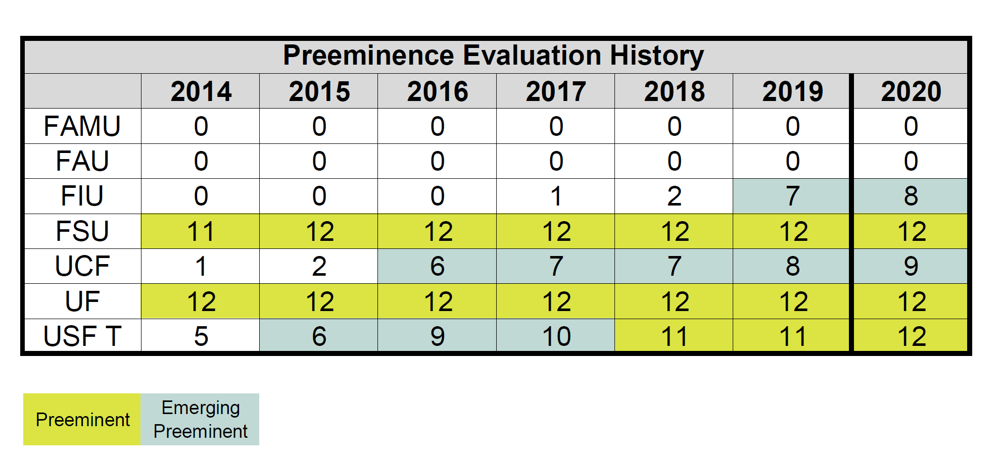 Preeminence Evaluation History
2014 2015 2016 2017 2018 2019 2020
FAMU 0 0 0 0 0 0 0
FAU 0 0 0 0 0 0 0
FIU 0 0 0 1 2 7 8
FSU 11 12 12 12 12 12 12
UCF 1 2 6 7 7 8 9
UF 12 12 12 12 12 12 12
USF T 5 6 9 10 11 11 12
Preeminent
Emerging
Preeminent